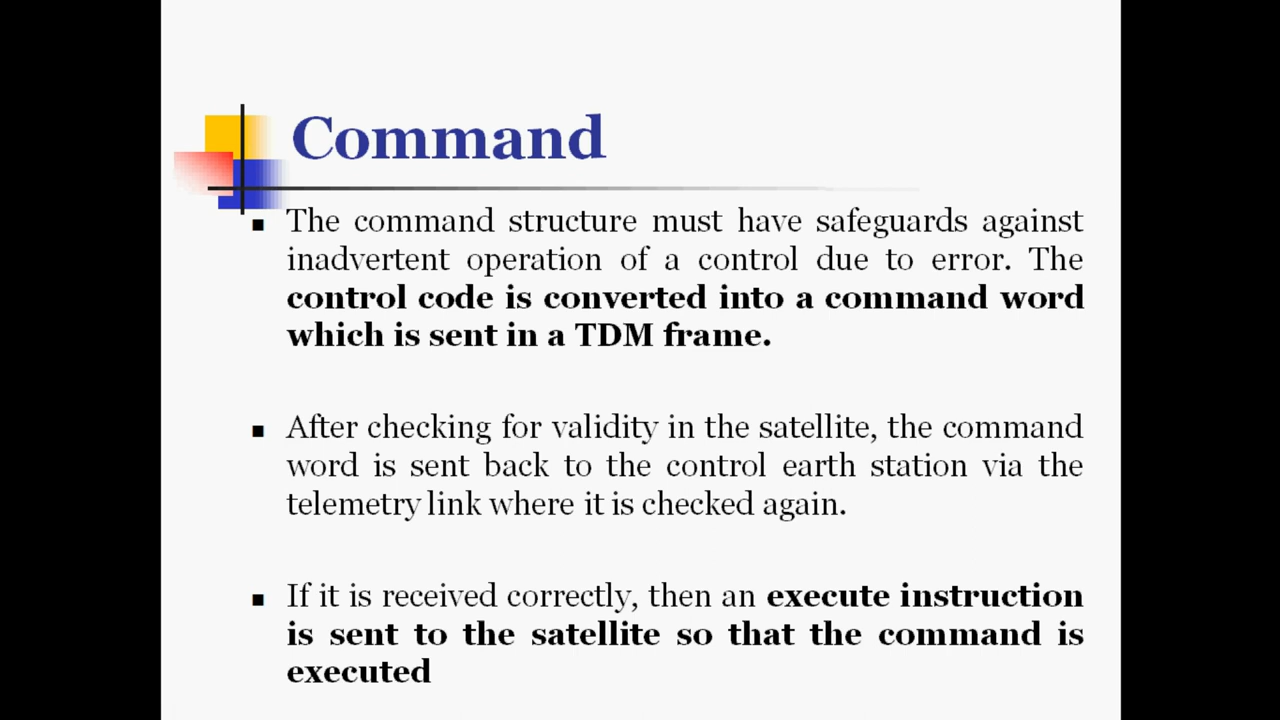 Command
The command structure must have safeguards against
inadvertent operation of a control due to error. The
control code is converted into a command word
which is sent in a TDM frame.
After checking for validity in the satellite, the command
word is sent back to the control earth station via the
telemetry link where it is checked again.
If it is received correctly, then an execute instruction
is sent to the satellite so that the command is
executed